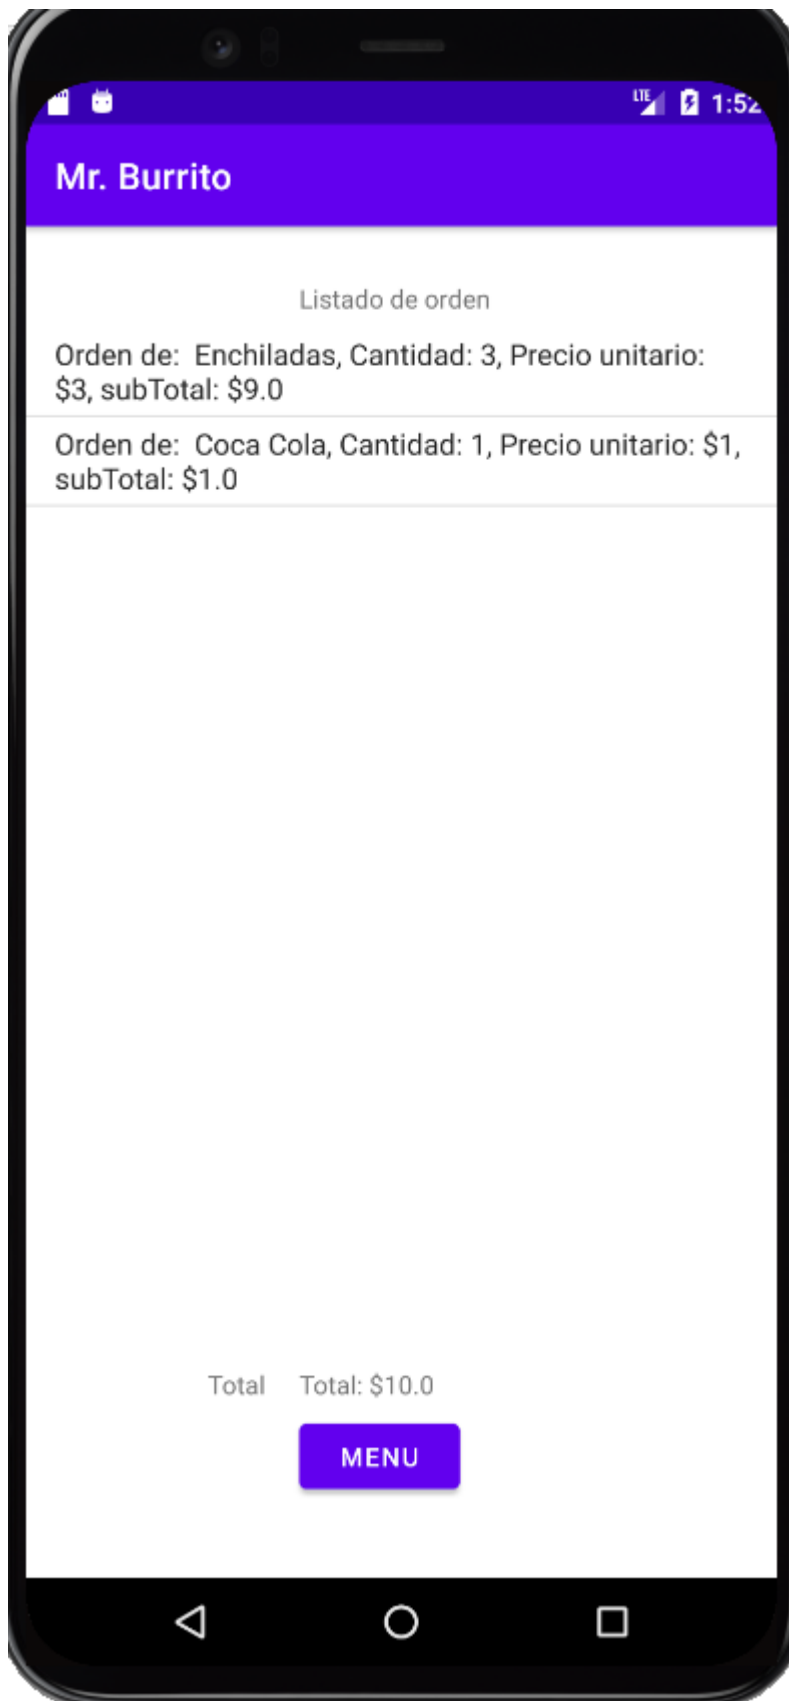 LTE 1:52
Mr. Burrito
Listado de orden
Orden de:  Enchiladas, Cantidad: 3, Precio unitario:
$3, subTotal: $9.0
Orden de:  Coca Cola, Cantidad: 1, Precio unitario: $1,
subTotal: $1.0
Total Total: $10.0
MENU